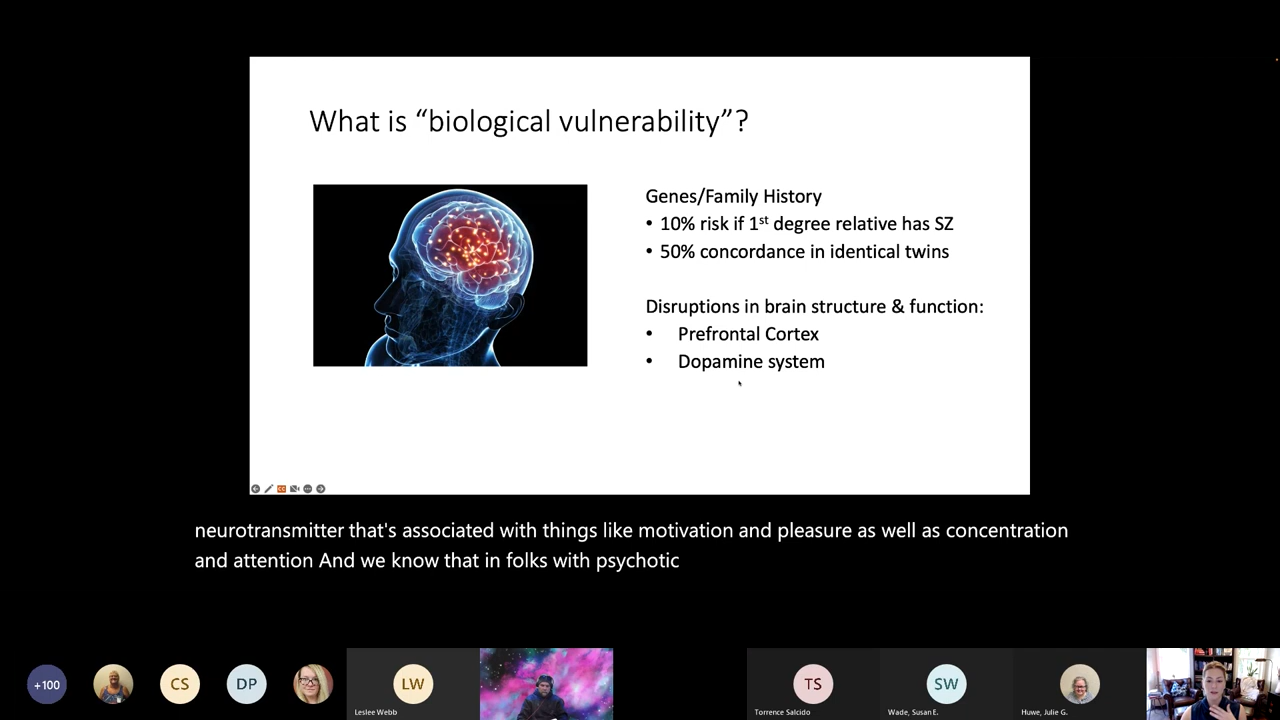 What is “biological vulnerability”?
Genes/Family History
• 10% risk if 1st degree relative has SZ
• 50% concordance in identical twins
Disruptions in brain structure & function:
• Prefrontal Cortex
• Dopamine system
neurotransmitter that's associated with things like motivation and pleasure as well as concentration
and attention And we know that in folks with psychotic
+100
CS
DP
LW
TS
SW
Leslee Webb
Torrence Salcido
Wade, Susan E.
Huwe, Julie G.